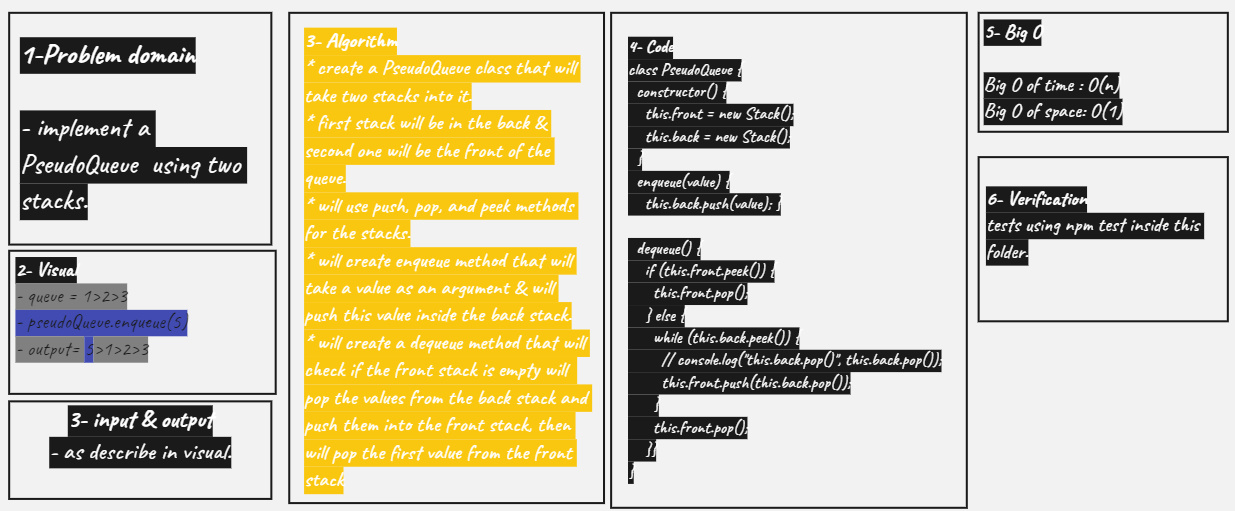 1-Problem domain
- implement a
PseudoQueue using two
stacks.
2- Visual
- queue = 1>2>3
- pseudoQueue.enqueue(5)
- output= 5>1>2>3
3- input & output
- as describe in visual.
3- Algorithm
* create a PseudoQueue class that will
take two stacks into it.
* first stack will be in the back &
second one will be the front of the
queue.
* will use push, pop, and peek methods
for the stacks.
* will create enqueue method that will
take a value as an argument & will
push this value inside the back stack.
* will create a dequeue method that will
check if the front stack is empty will
pop the values from the back stack and
push them into the front stack, then
will pop the first value from the front
stack
4- Code
class PseudoQueue {
constructor() {
this.front = new Stack();
this.back = new Stack();
}
enqueue(value) {
this.back.push(value); }
dequeue() {
if (this.front.peek()) {
this.front.pop();
} else {
while (this.back.peek()) {
// console.log("this.back.pop()", this.back.pop());
this.front.push(this.back.pop());
}
this.front.pop();
}}
}
5- Big O
Big O of time : O(n)
Big O of space: O(1)
6- Verification
tests using npm test inside this
folder.